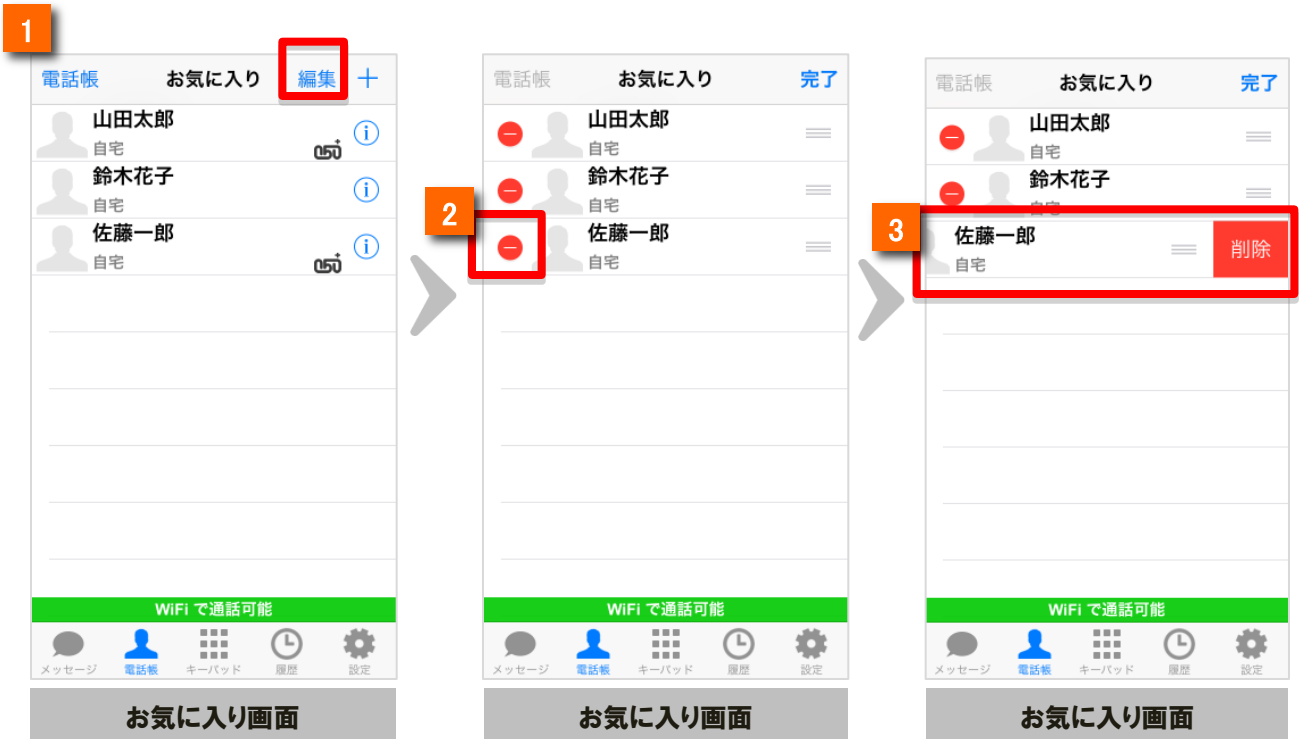 1
電話帳 お気に入り 編集 +
山田太郎
自宅
050+
鈴木花子
自宅
佐藤一郎
自宅
050+
WiFi で通話可能
メッセージ 電話帳 キーパッド 履歴 設定
お気に入り画面
電話帳 お気に入り 完了
山田太郎
自宅
鈴木花子
自宅
2
佐藤一郎
自宅
WiFi で通話可能
メッセージ 電話帳 キーパッド 履歴 設定
お気に入り画面
電話帳 お気に入り 完了
山田太郎
自宅
鈴木花子
自宅
3
佐藤一郎
自宅
削除
WiFi で通話可能
メッセージ 電話帳 キーパッド 履歴 設定
お気に入り画面